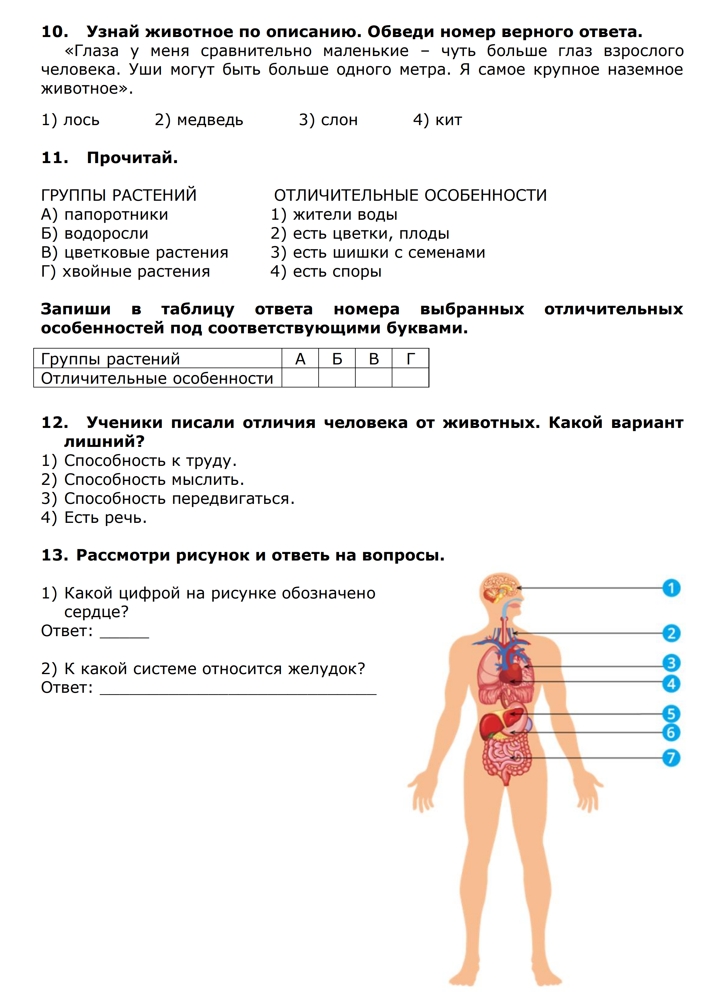 10. Узнай животное по описанию. Обведи номер верного ответа.
«Глаза у меня сравнительно маленькие – чуть больше глаз взрослого
человека. Уши могут быть больше одного метра. Я самое крупное наземное
животное».
1) лось 2) медведь 3) слон 4) кит
11. Прочитай.
ГРУППЫ РАСТЕНИЙ ОТЛИЧИТЕЛЬНЫЕ ОСОБЕННОСТИ
А) папоротники 1) жители воды
Б) водоросли 2) есть цветки, плоды
В) цветковые растения 3) есть шишки с семенами
Г) хвойные растения 4) есть споры
Запиши в таблицу ответа номера выбранных отличительных
особенностей под соответствующими буквами.
Группы растений А Б В Г
Отличительные особенности
12. Ученики писали отличия человека от животных. Какой вариант
лишний?
1) Способность к труду.
2) Способность мыслить.
3) Способность передвигаться.
4) Есть речь.
13. Рассмотри рисунок и ответь на вопросы.
1) Какой цифрой на рисунке обозначено
сердце?
Ответ: ______
2) К какой системе относится желудок?
Ответ: __________________________________
1
2
3
4
5
6
7